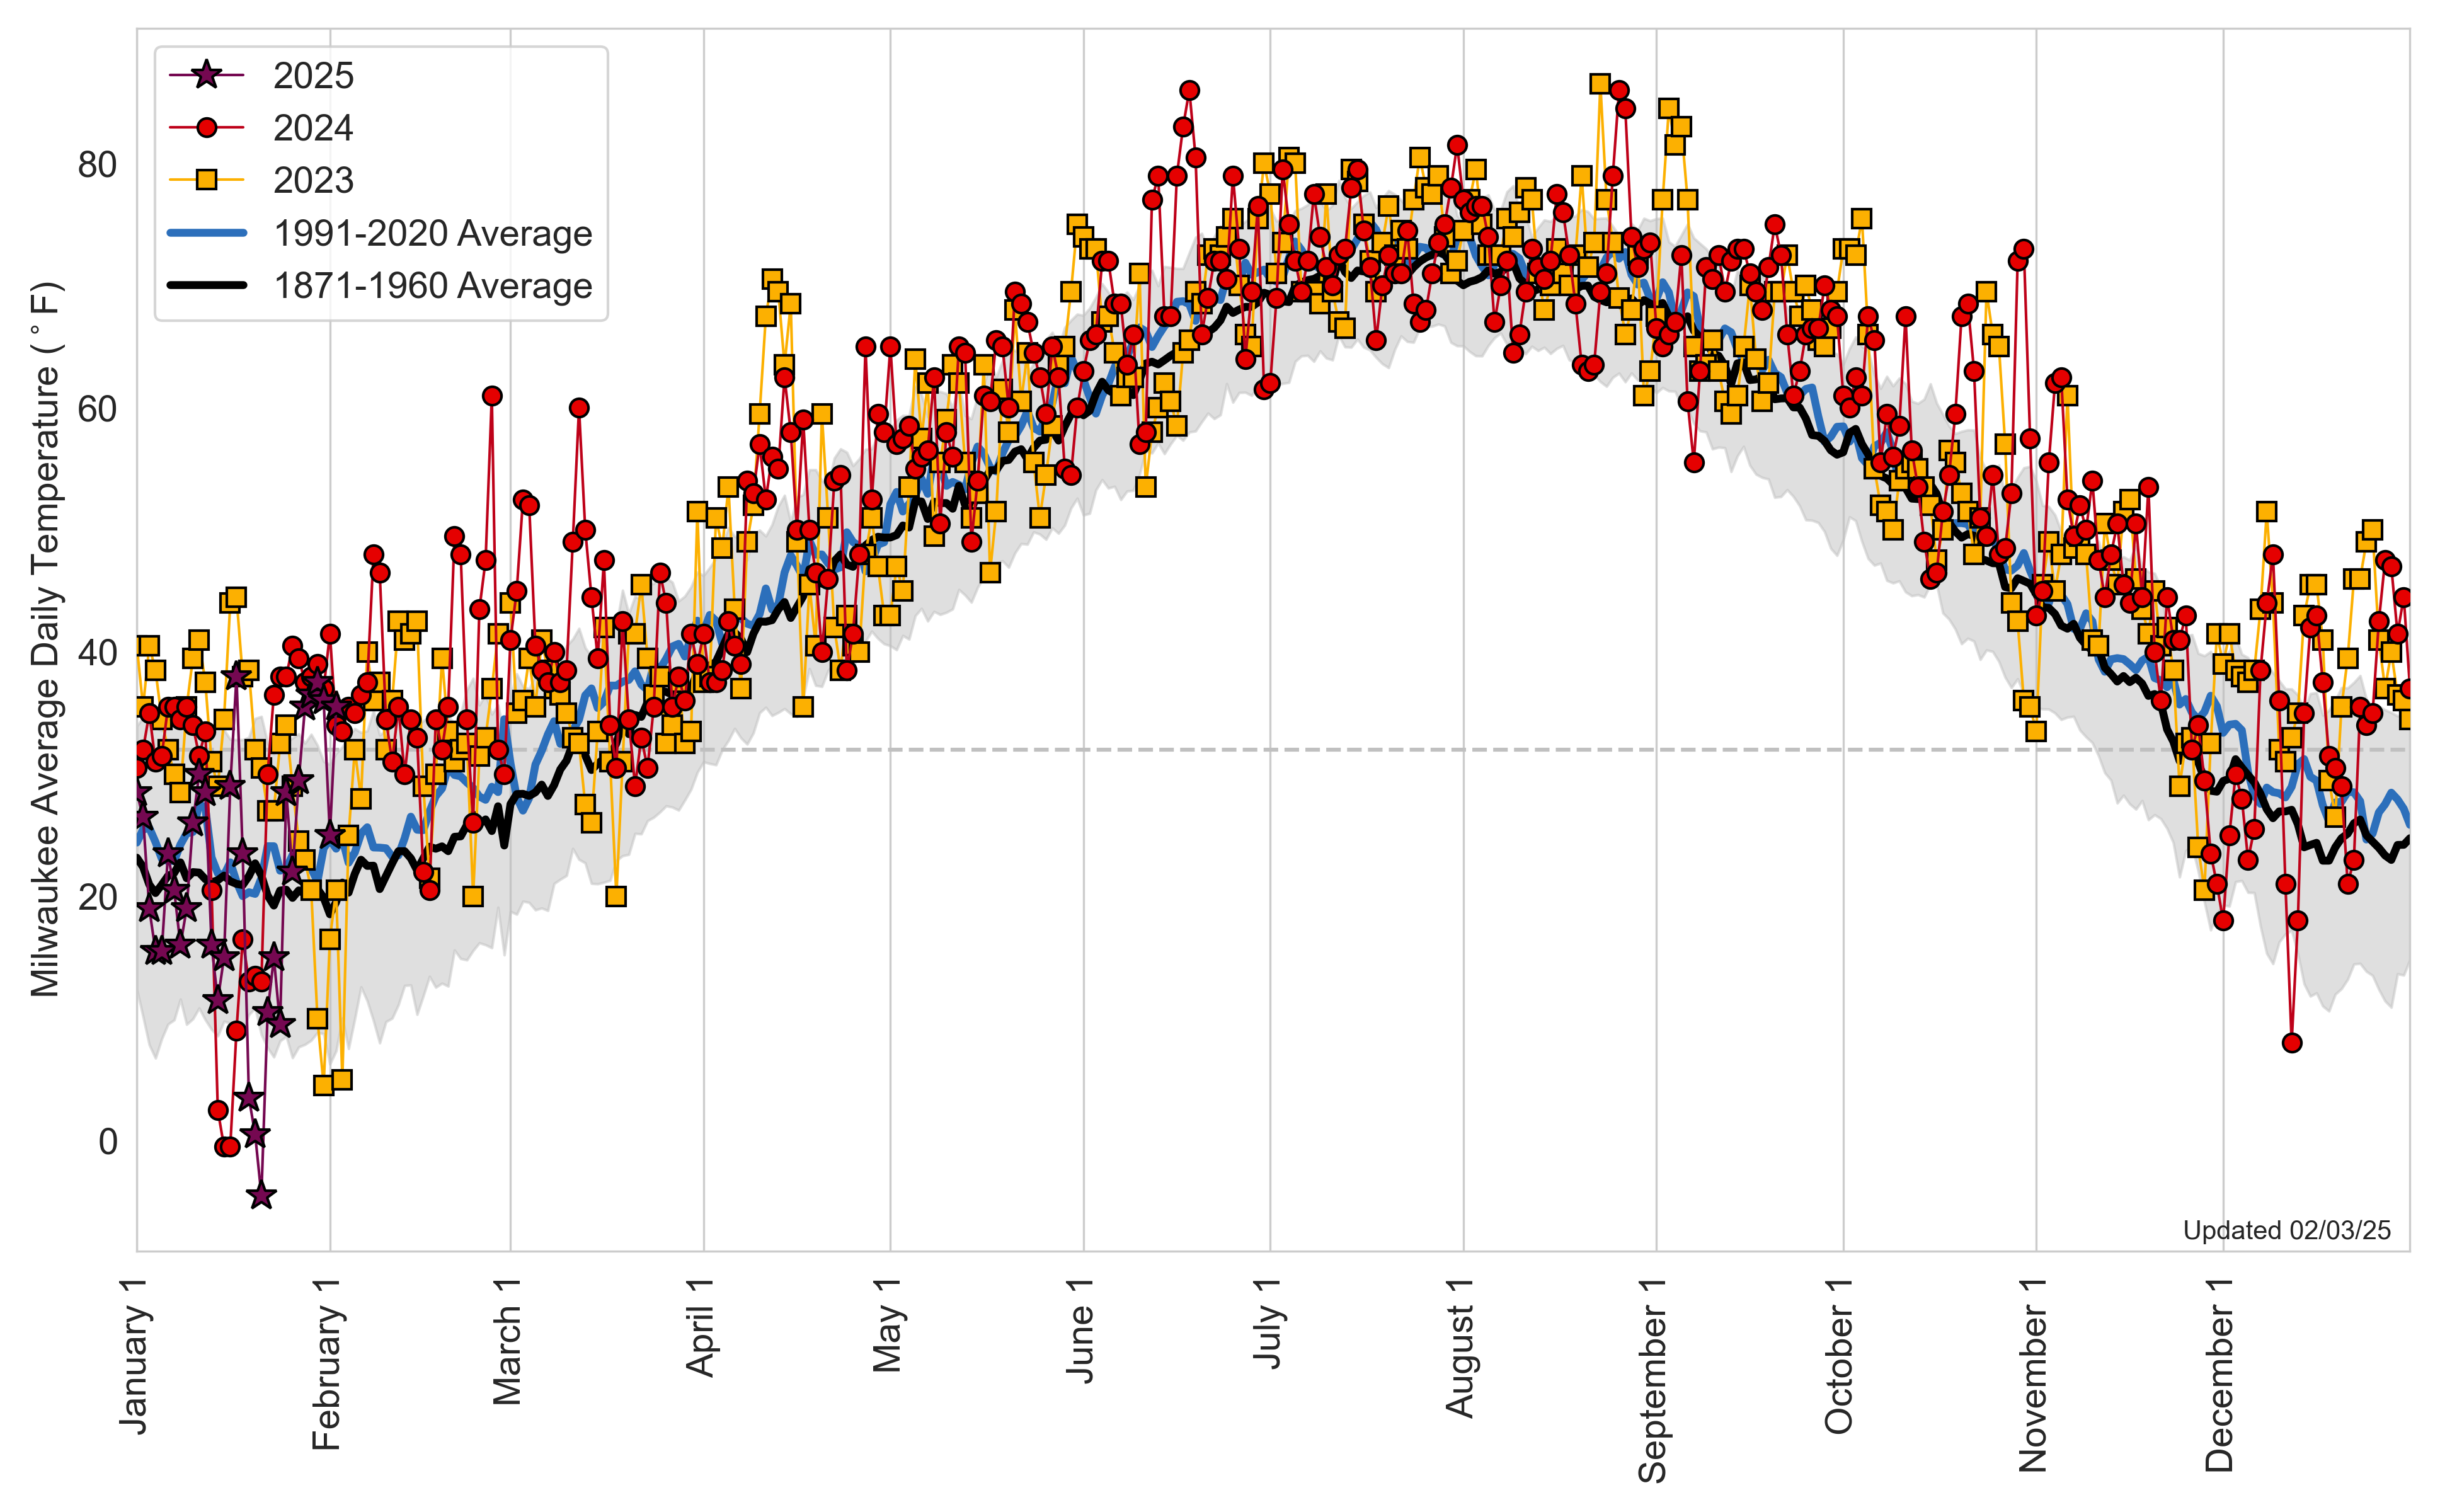 2025
2024
2023
1991-2020 Average
1871-1960 Average
Milwaukee Average Daily Temperature (°F)
80
60
40
20
0
Updated 02/03/25
January 1
February 1
March 1
April 1
May 1
June 1
July 1
August 1
September 1
October 1
November 1
December 1